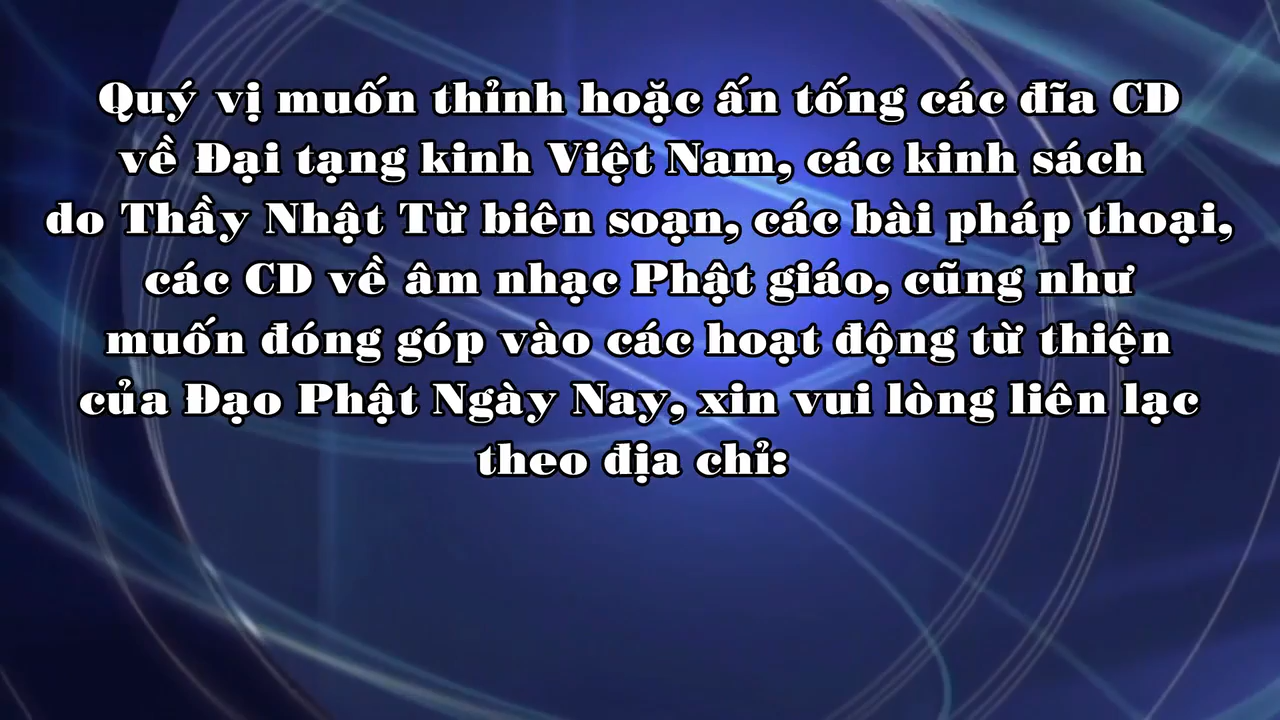 Quý vị muốn thỉnh hoặc ấn tống các đĩa CD
về Đại tạng kinh Việt Nam, các kinh sách
do Thầy Nhật Từ biên soạn, các bài pháp thoại,
các CD về âm nhạc Phật giáo, cũng như
muốn đóng góp vào các hoạt động từ thiện
của Đạo Phật Ngày Nay, xin vui lòng liên lạc
theo địa chỉ: